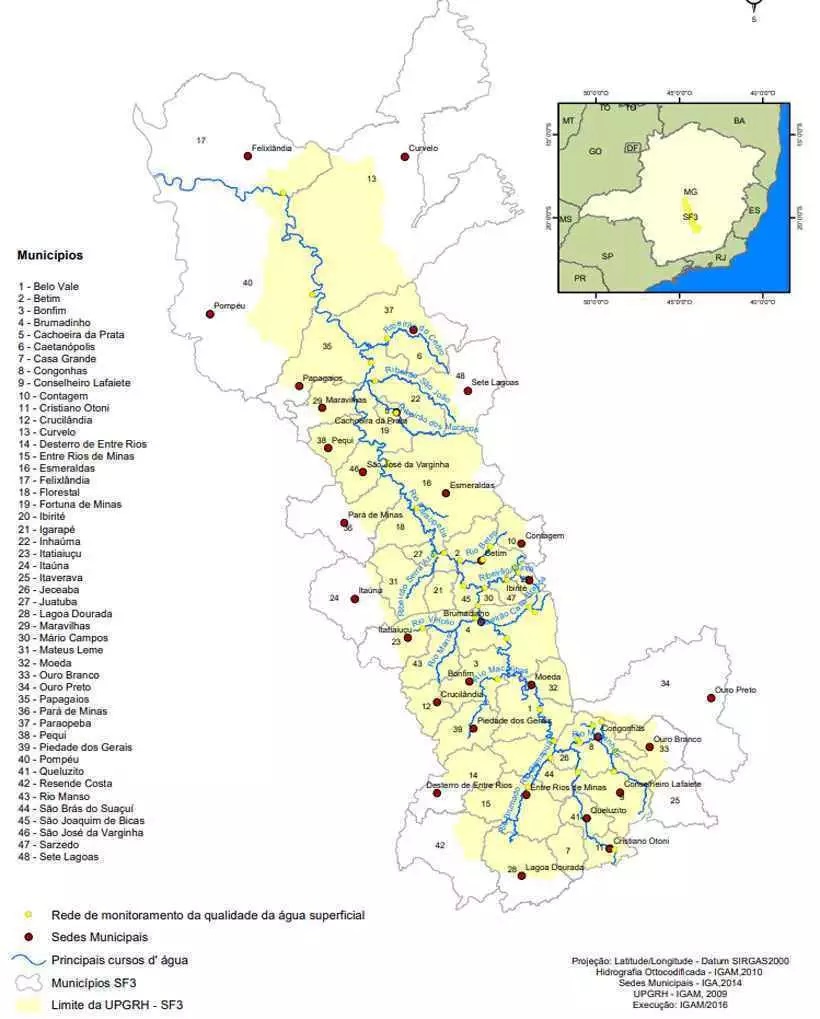 S
50°0'0"O
45°0'0"O
40°0'0"O
MT
TO
TO
BA
GO
DF
MG
SF3
ES
MS
SP
RJ
PR
15°0'0"S
20°0'0"S
15°0'0"S
20°0'0"S
50°0'0"O
45°0'0"O
40°0'0"O
17
Felixlândia
Curvelo
13
40
Pompéu
37
Ribeirão do Cedro
35
6
Ribeirão São João
48
Sete Lagoas
Papagaios
29
Maravilhas
22
5
Ribeirão dos Macacos
Cachoeira da Prata
19
38
Pequi
46
São José da Varginha
16
Esmeraldas
Pará de Minas
36
18
Rio Paraopeba
10
Contagem
27
2
Rio Betim
Betim
31
Ribeirão Serra Azul
21
Ibirité
45
30
47
24
Itaúna
Brumadinho
Itatiaiuçu
23
Rio Veloso
4
Rio Manso
43
3
Bonfim
Rio Macaúbas
Moeda
32
34
Ouro Preto
12
Crucilândia
1
39
Piedade dos Gerais
Congonhas
8
Ouro Branco
33
26
14
44
Desterro de Entre Rios
Entre Rios de Minas
Conselheiro Lafaiete
9
25
15
41
Queluzito
42
7
11
Cristiano Otoni
28
Lagoa Dourada
Municípios
1 - Belo Vale
2 - Betim
3 - Bonfim
4 - Brumadinho
5 - Cachoeira da Prata
6 - Caetanópolis
7 - Casa Grande
8 - Congonhas
9 - Conselheiro Lafaiete
10 - Contagem
11 - Cristiano Otoni
12 - Crucilândia
13 - Curvelo
14 - Desterro de Entre Rios
15 - Entre Rios de Minas
16 - Esmeraldas
17 - Felixlândia
18 - Florestal
19 - Fortuna de Minas
20 - Ibirité
21 - Igarapé
22 - Inhaúma
23 - Itatiaiuçu
24 - Itaúna
25 - Itaverava
26 - Jeceaba
27 - Juatuba
28 - Lagoa Dourada
29 - Maravilhas
30 - Mário Campos
31 - Mateus Leme
32 - Moeda
33 - Ouro Branco
34 - Ouro Preto
35 - Papagaios
36 - Pará de Minas
37 - Paraopeba
38 - Pequi
39 - Piedade dos Gerais
40 - Pompéu
41 - Queluzito
42 - Resende Costa
43 - Rio Manso
44 - São Brás do Suaçuí
45 - São Joaquim de Bicas
46 - São José da Varginha
47 - Sarzedo
48 - Sete Lagoas
Rede de monitoramento da qualidade da água superficial
Sedes Municipais
Principais cursos d' água
Municípios SF3
Limite da UPGRH - SF3
Projeção: Latitude/Longitude - Datum SIRGAS2000
Hidrografia Ottocodificada - IGAM,2010
Sedes Municipais - IGA,2014
UPGRH - IGAM, 2009
Execução: IGAM/2016